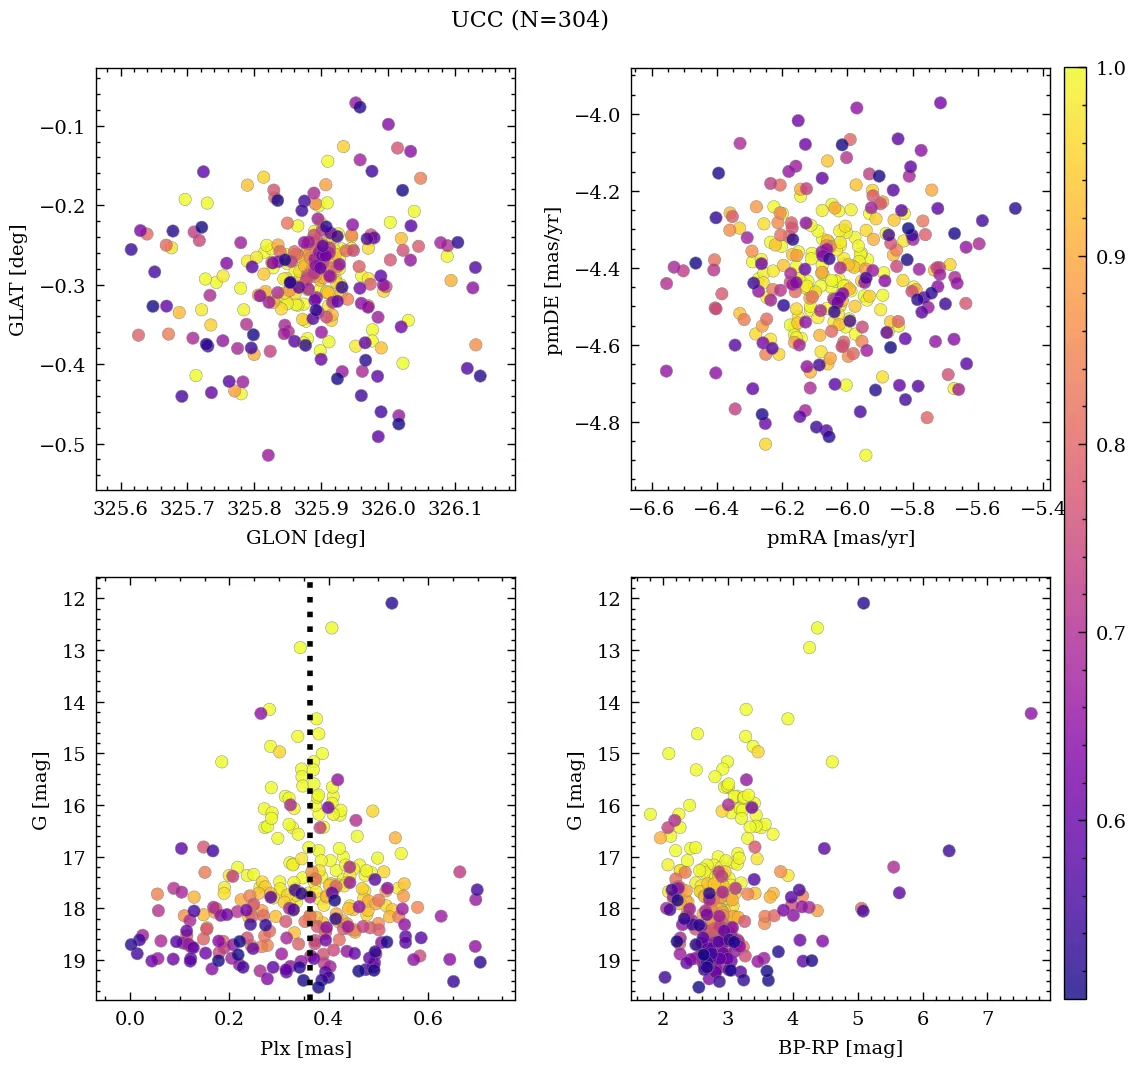 UCC (N=304)
−0.1
−0.2
−0.3
−0.4
−0.5
GLAT [deg]
325.6 325.7 325.8 325.9 326.0 326.1
GLON [deg]
−4.0
−4.2
−4.4
−4.6
−4.8
pmDE [mas/yr]
−6.6 −6.4 −6.2 −6.0 −5.8 −5.6 −5.4
pmRA [mas/yr]
1.0
0.9
0.8
0.7
0.6
12
13
14
15
16
17
18
19
G [mag]
0.0 0.2 0.4 0.6
Plx [mas]
12
13
14
15
16
17
18
19
G [mag]
2 3 4 5 6 7
BP-RP [mag]